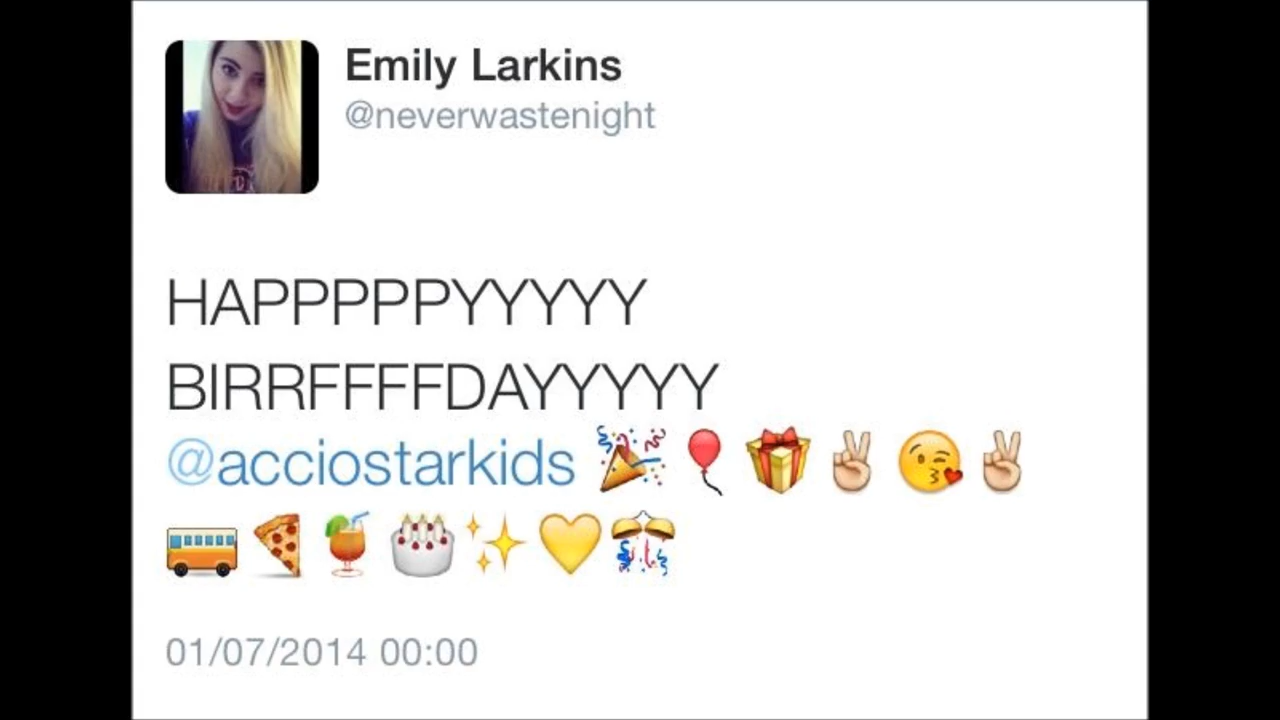 Emily Larkins
@neverwastenight
HAPPPPPYYYYY
BIRRFFFFDAYYYYY
@acciostarkids 🎉🎈🎁✌😘✌
🚌🍕🍹🎂✨💛🎊
01/07/2014 00:00